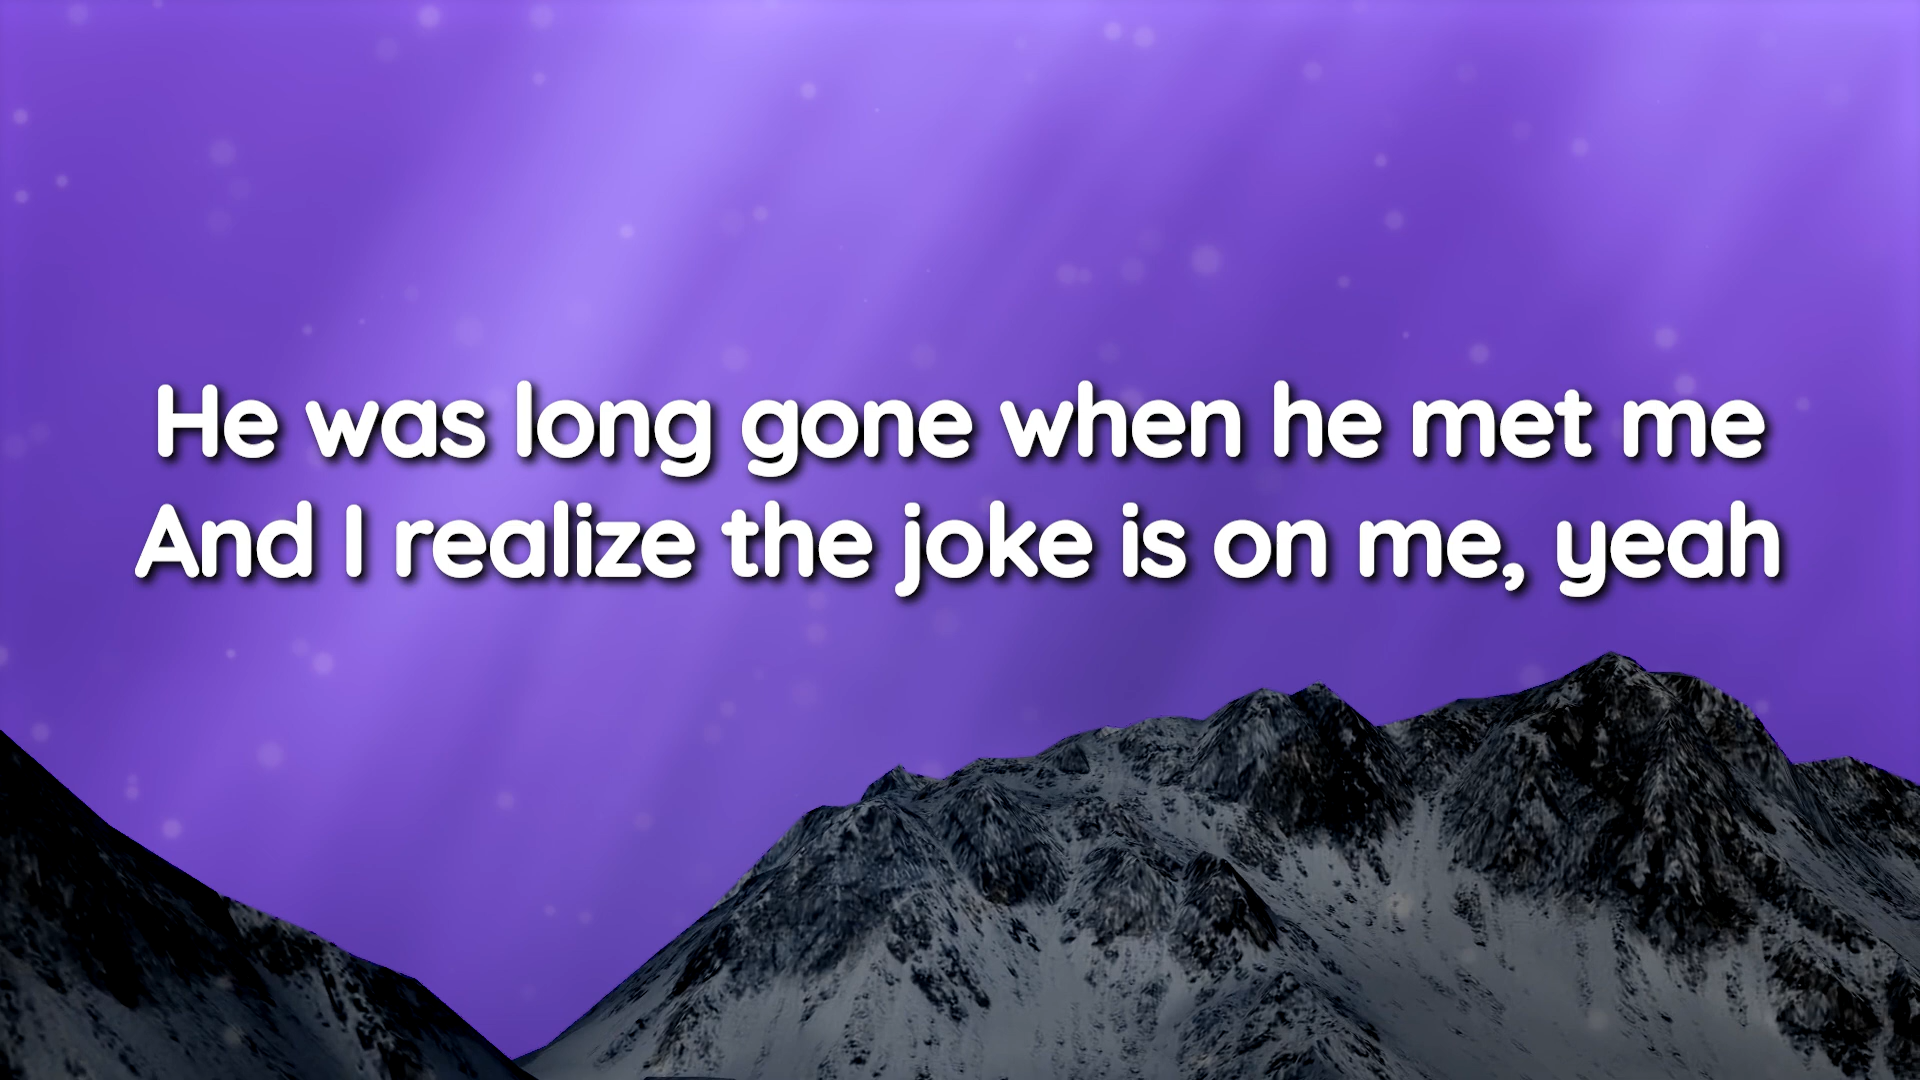 He was long gone when he met me
And I realize the joke is on me, yeah